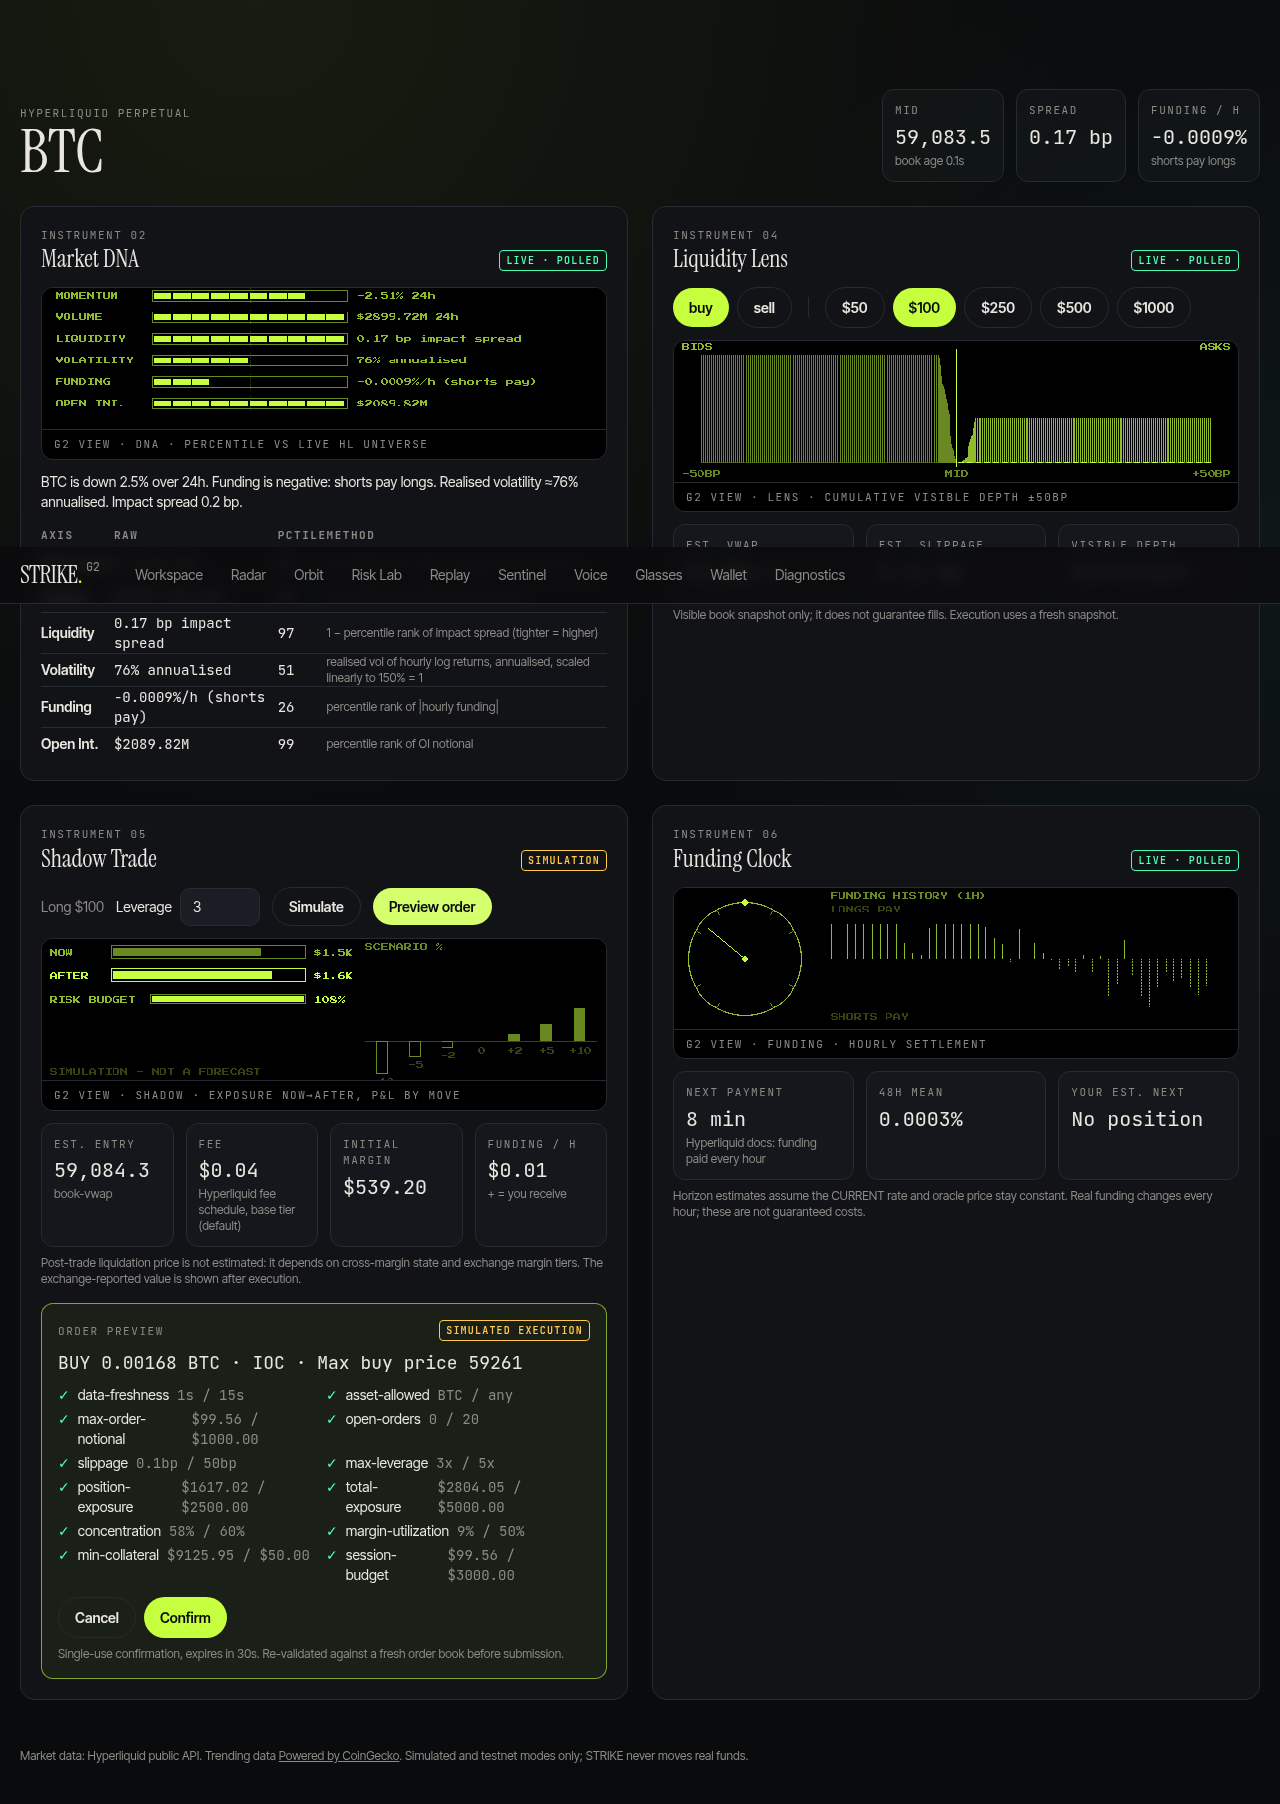 HYPERLIQUID PERPETUAL
BTC
MID
59,083.5
book age 0.1s
SPREAD
0.17 bp
FUNDING / H
-0.0009%
shorts pay longs
INSTRUMENT 02
Market DNA
LIVE · POLLED
MOMENTUM -2.51% 24h
VOLUME $2899.72M 24h
LIQUIDITY 0.17 bp impact spread
VOLATILITY 76% annualised
FUNDING -0.0009%/h (shorts pay)
OPEN INT. $2089.82M
G2 VIEW · DNA · PERCENTILE VS LIVE HL UNIVERSE
BTC is down 2.5% over 24h. Funding is negative: shorts pay longs. Realised volatility ≈76%
annualised. Impact spread 0.2 bp.
AXIS RAW PCTILE METHOD
INSTRUMENT 04
Liquidity Lens
LIVE · POLLED
buy sell $50 $100 $250 $500 $1000
BIDS ASKS
-50BP MID +50BP
G2 VIEW · LENS · CUMULATIVE VISIBLE DEPTH ±50BP
EST. VWAP EST. SLIPPAGE VISIBLE DEPTH
STRIKE. G2 Workspace Radar Orbit Risk Lab Replay Sentinel Voice Glasses Wallet Diagnostics
Liquidity 0.17 bp impact spread 97 1 − percentile rank of impact spread (tighter = higher)
Volatility 76% annualised 51 realised vol of hourly log returns, annualised, scaled linearly to 150% = 1
Funding -0.0009%/h (shorts pay) 26 percentile rank of |hourly funding|
Open Int. $2089.82M 99 percentile rank of OI notional
Visible book snapshot only; it does not guarantee fills. Execution uses a fresh snapshot.
INSTRUMENT 05
Shadow Trade
SIMULATION
Long $100 Leverage 3 Simulate Preview order
NOW $1.5K
AFTER $1.6K
RISK BUDGET 108%
SIMULATION - NOT A FORECAST
SCENARIO %
-5 -2 0 +2 +5 +10
G2 VIEW · SHADOW · EXPOSURE NOW→AFTER, P&L BY MOVE
EST. ENTRY
59,084.3
book-vwap
FEE
$0.04
Hyperliquid fee
schedule, base tier
(default)
INITIAL
MARGIN
$539.20
FUNDING / H
$0.01
+ = you receive
Post-trade liquidation price is not estimated: it depends on cross-margin state and exchange margin tiers. The
exchange-reported value is shown after execution.
ORDER PREVIEW
SIMULATED EXECUTION
BUY 0.00168 BTC · IOC · Max buy price 59261
✓ data-freshness 1s / 15s
✓ asset-allowed BTC / any
✓ max-order-notional $99.56 / $1000.00
✓ open-orders 0 / 20
✓ slippage 0.1bp / 50bp
✓ max-leverage 3x / 5x
✓ position-exposure $1617.02 / $2500.00
✓ total-exposure $2804.05 / $5000.00
✓ concentration 58% / 60%
✓ margin-utilization 9% / 50%
✓ min-collateral $9125.95 / $50.00
✓ session-budget $99.56 / $3000.00
Cancel Confirm
Single-use confirmation, expires in 30s. Re-validated against a fresh order book before submission.
INSTRUMENT 06
Funding Clock
LIVE · POLLED
FUNDING HISTORY (1H)
LONGS PAY
SHORTS PAY
G2 VIEW · FUNDING · HOURLY SETTLEMENT
NEXT PAYMENT
8 min
Hyperliquid docs: funding
paid every hour
48H MEAN
0.0003%
YOUR EST. NEXT
No position
Horizon estimates assume the CURRENT rate and oracle price stay constant. Real funding changes every
hour; these are not guaranteed costs.
Market data: Hyperliquid public API. Trending data Powered by CoinGecko. Simulated and testnet modes only; STRIKE never moves real funds.